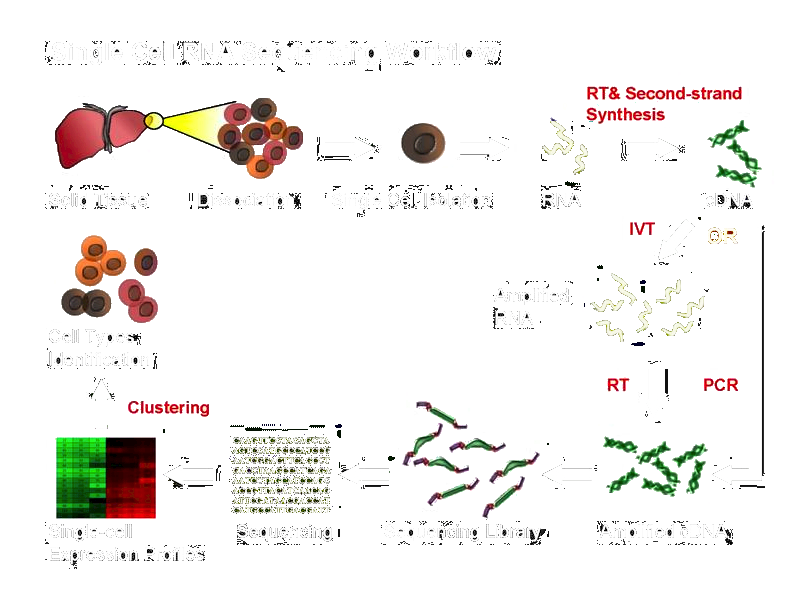 Single Cell RNA Sequencing Workflow
RT& Second-strand
Synthesis
RNA
cDNA
IVT
OR
Amplified
RNA
Cell Types
Identification
RT
PCR
Clustering
Single-cell
Expression Profiles
Sequencing
Sequencing Library
Amplified cDNA
Solid Tissue
Dissociation
Single Cell Isolation